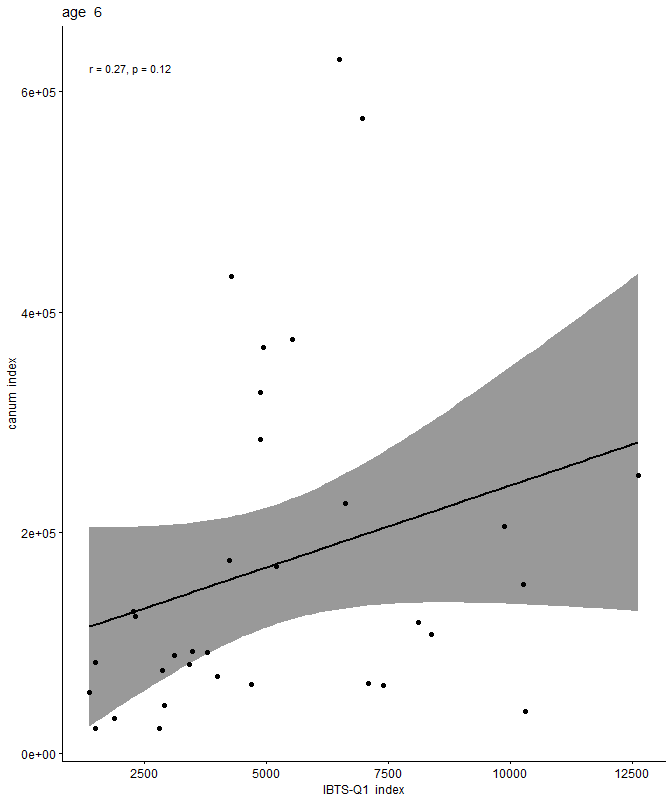 age 6
r = 0.27, p = 0.12
6e+05
4e+05
2e+05
0e+00
canum index
2500 5000 7500 10000 12500
IBTS-Q1 index